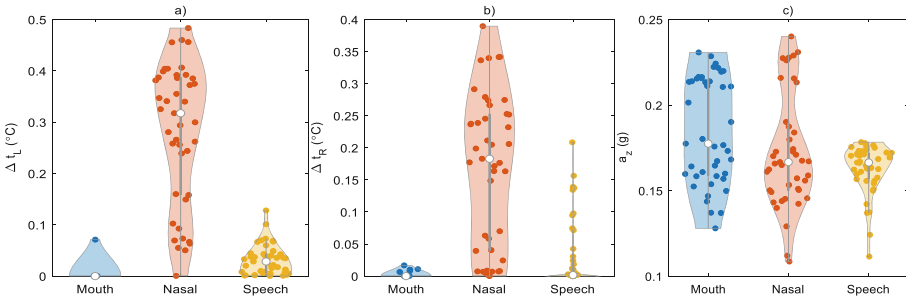 a)
b)
c)
0.5
0.4
0.3
0.2
0.1
0
Δ t_L (°C)
Mouth
Nasal
Speech
0.4
0.35
0.3
0.25
0.2
0.15
0.1
0.05
0
Δ t_R (°C)
Mouth
Nasal
Speech
0.25
0.2
0.15
0.1
a_z (g)
Mouth
Nasal
Speech